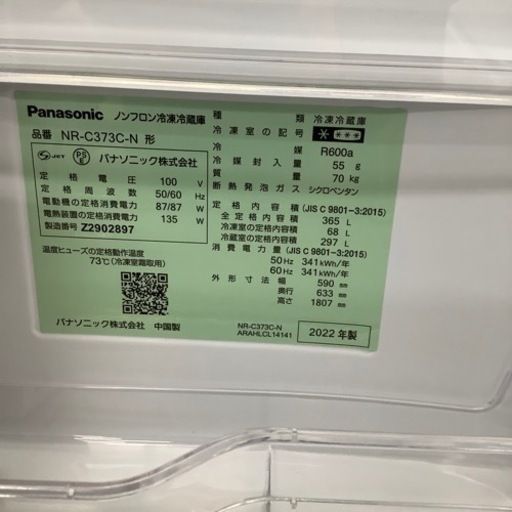 Panasonic ノンフロン冷凍冷蔵庫
品番 NR-C373C-N 形
JET PSE パナソニック株式会社
定格電圧 100 V
定格周波数 50/60 Hz
電動機の定格消費電力 87/87 W
電熱装置の定格消費電力 135 W
製造番号 Z2902897
温度ヒューズの定格動作温度
73℃(冷凍室霜取用)
パナソニック株式会社 中国製
種類 冷凍冷蔵庫
冷凍室の記号
冷媒 R600a
冷媒封入量 55 g
質量 70 kg
断熱発泡ガス シクロペンタン
定格内容積 (JIS C 9801-3:2015)
全定格内容積 365 L
冷凍室の定格内容積 68 L
冷蔵室の定格内容積 297 L
消費電力量 (JIS C 9801-3:2015)
50Hz 341kWh/年
60Hz 341kWh/年
外形寸法 幅 590 mm
奥行 633 mm
高さ 1807 mm
NR-C373C-N
ARAHLCL14141
2022年製